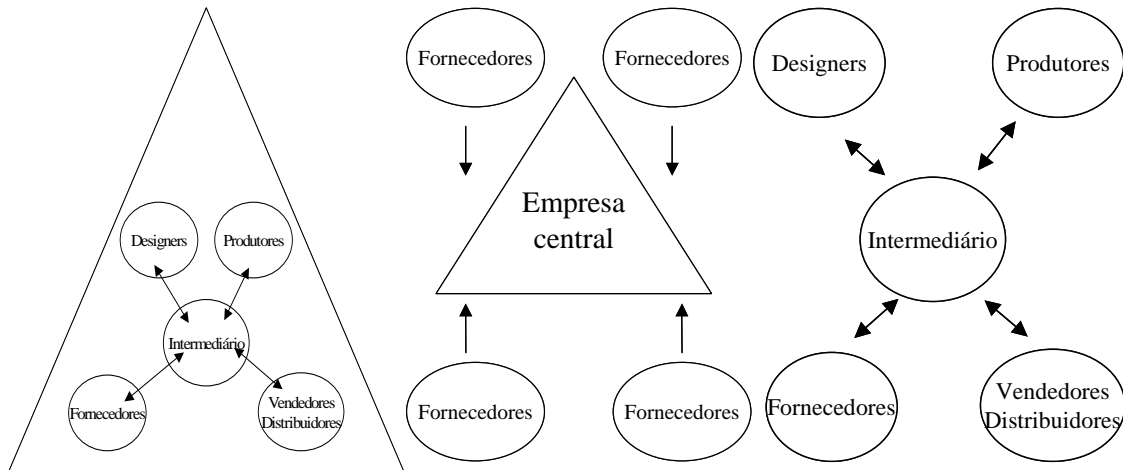 Designers
Produtores
Intermediário
Fornecedores
Vendedores
Distribuidores
Fornecedores
Fornecedores
Empresa
central
Fornecedores
Fornecedores
Designers
Produtores
Intermediário
Fornecedores
Vendedores
Distribuidores